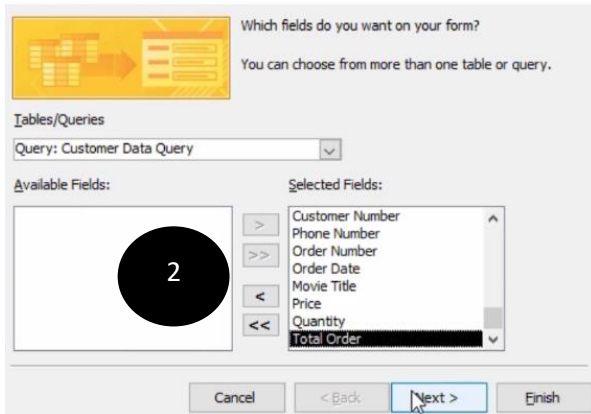 Which fields do you want on your form?
You can choose from more than one table or query.
Tables/Queries
Query: Customer Data Query
Available Fields:
Selected Fields:
2
>
>>
<
<<
Customer Number
Phone Number
Order Number
Order Date
Movie Title
Price
Quantity
Total Order
Cancel
< Back
Next >
Finish